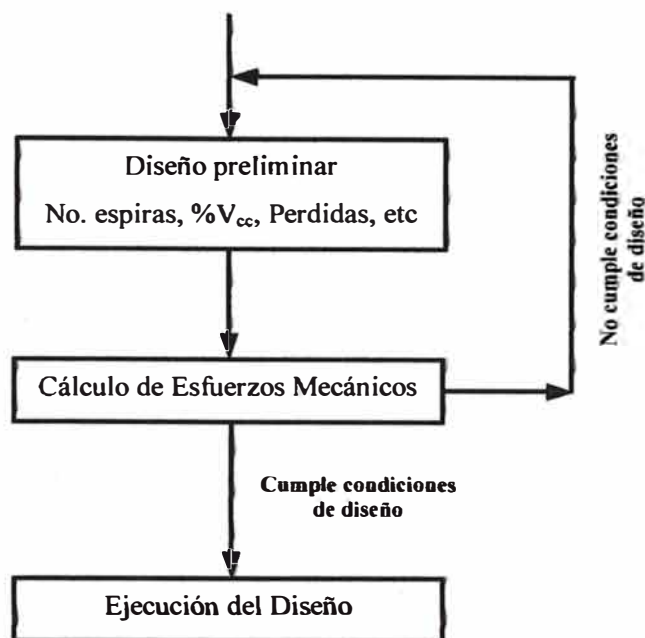 Diseño preliminar
No. espiras, %Vcc, Perdidas, etc
No cumple condiciones
de diseño
Cálculo de Esfuerzos Mecánicos
Cumple condiciones
de diseño
Ejecución del Diseño